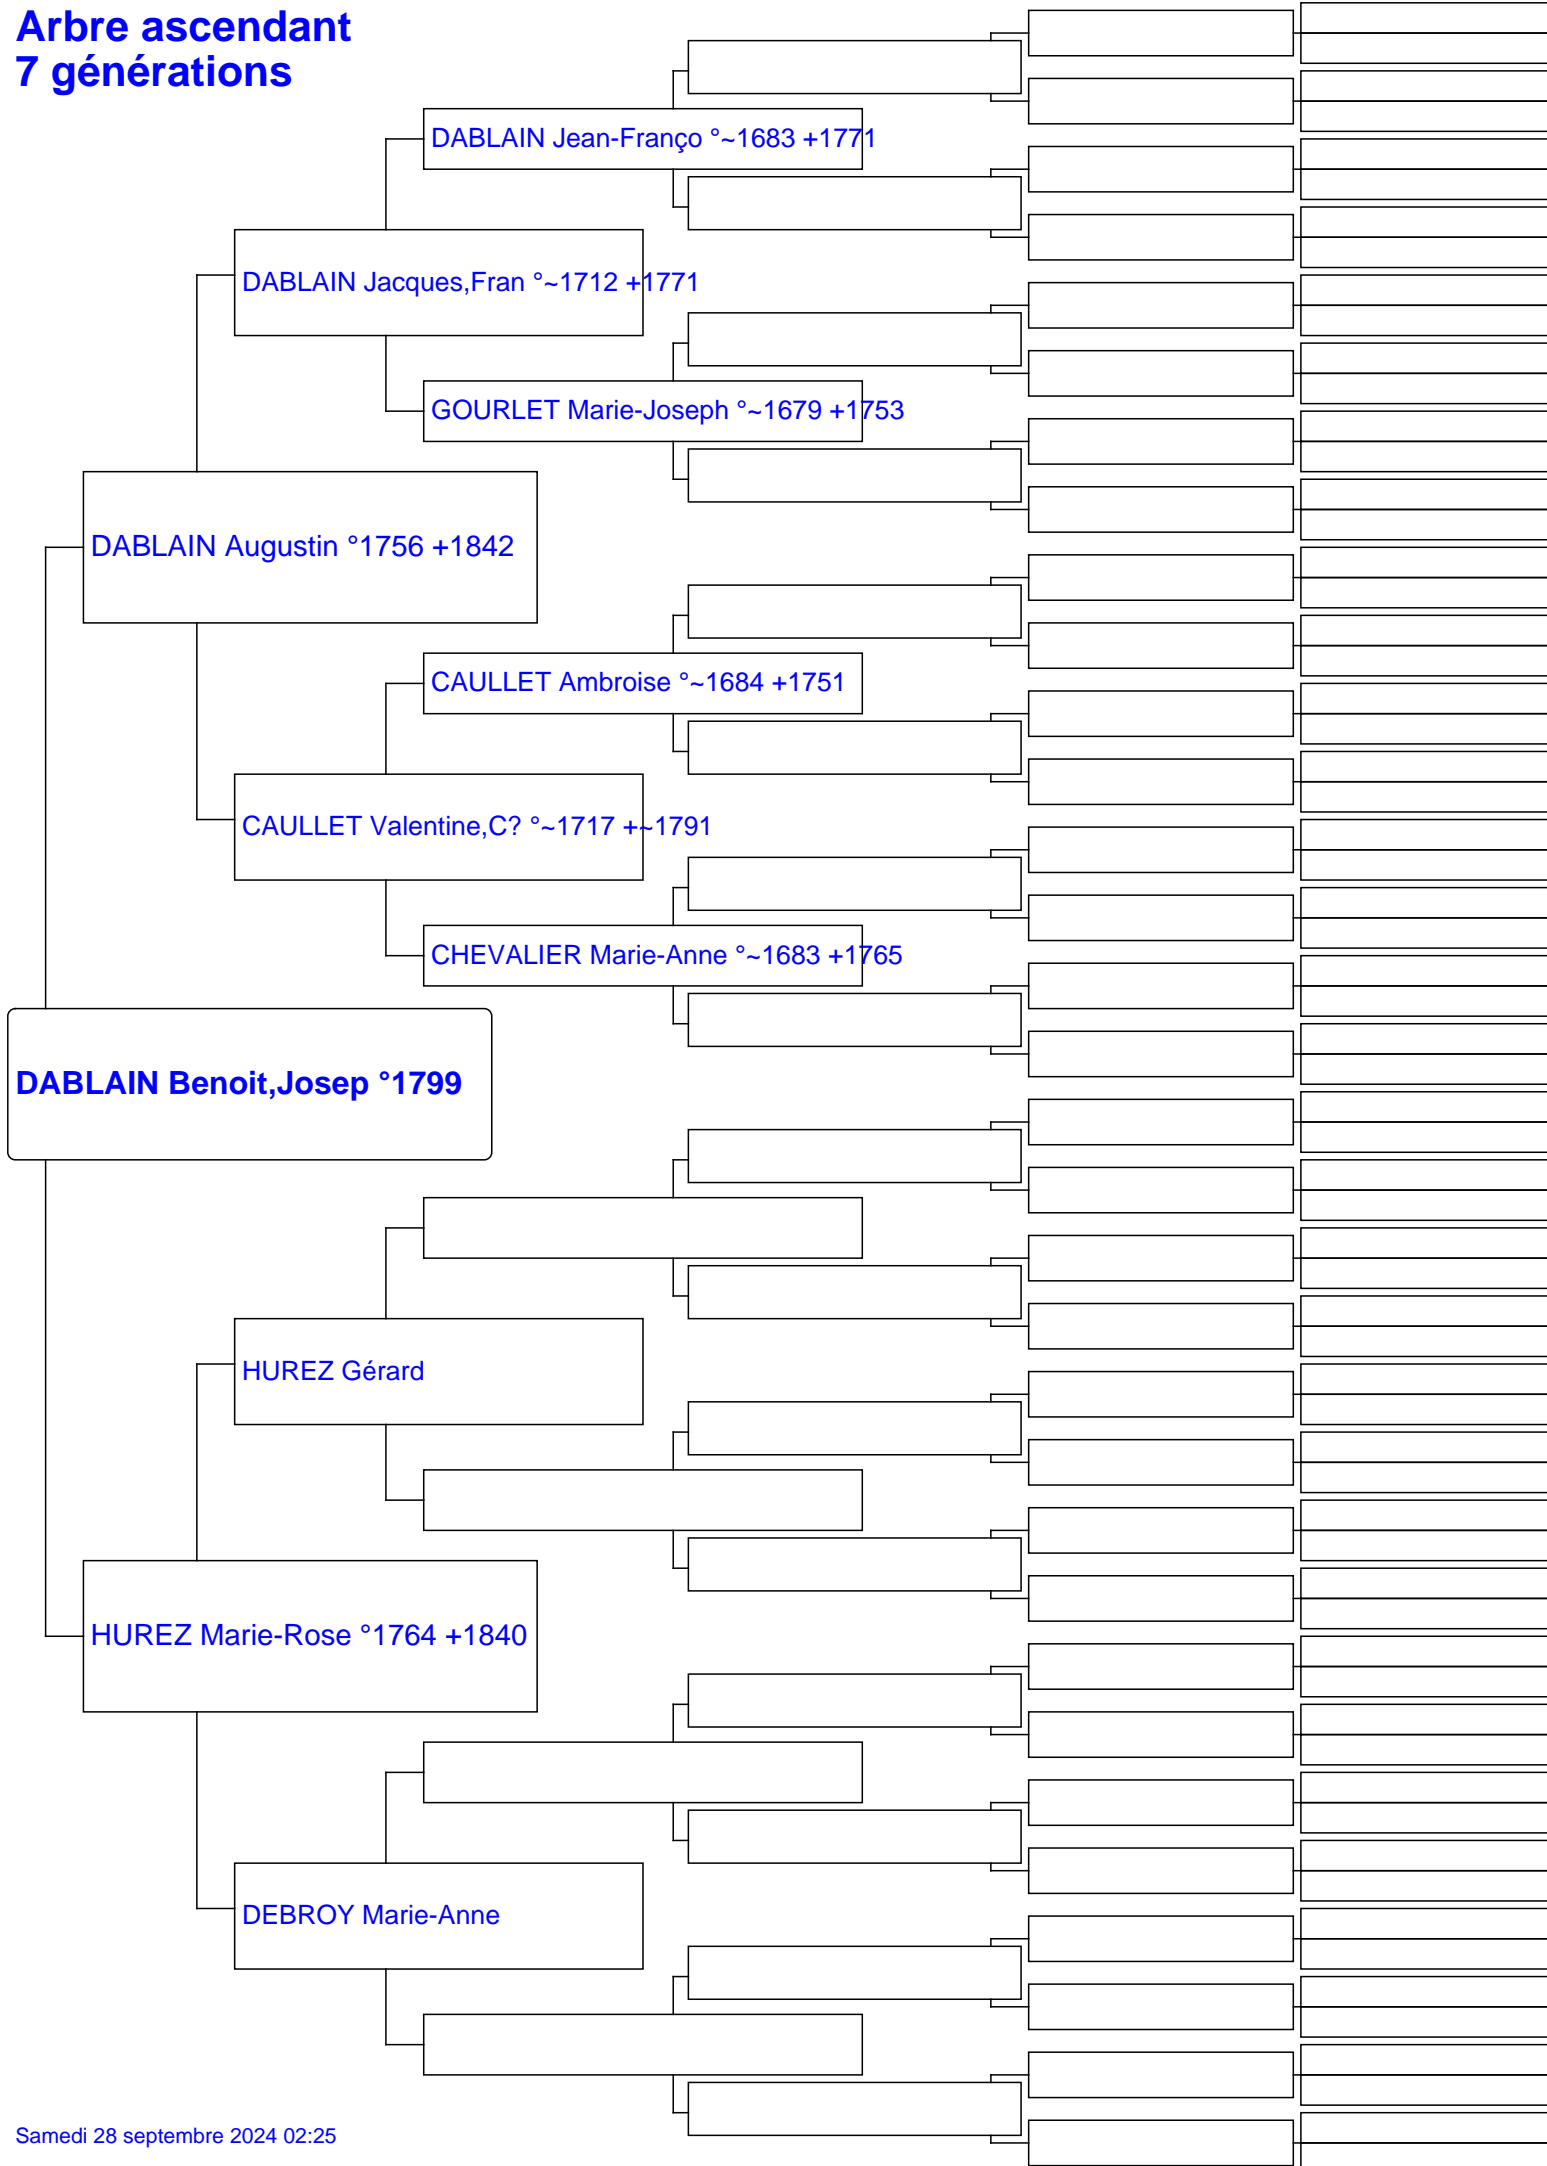 Arbre ascendant
7 générations
DABLAIN Jean-Franço °~1683 +1771
DABLAIN Jacques,Fran °~1712 +1771
GOURLET Marie-Joseph °~1679 +1753
DABLAIN Augustin °1756 +1842
CAULLET Ambroise °~1684 +1751
CAULLET Valentine,C? °~1717 +~1791
CHEVALIER Marie-Anne °~1683 +1765
DABLAIN Benoit,Josep °1799
HUREZ Gérard
HUREZ Marie-Rose °1764 +1840
DEBROY Marie-Anne
Samedi 28 septembre 2024 02:25